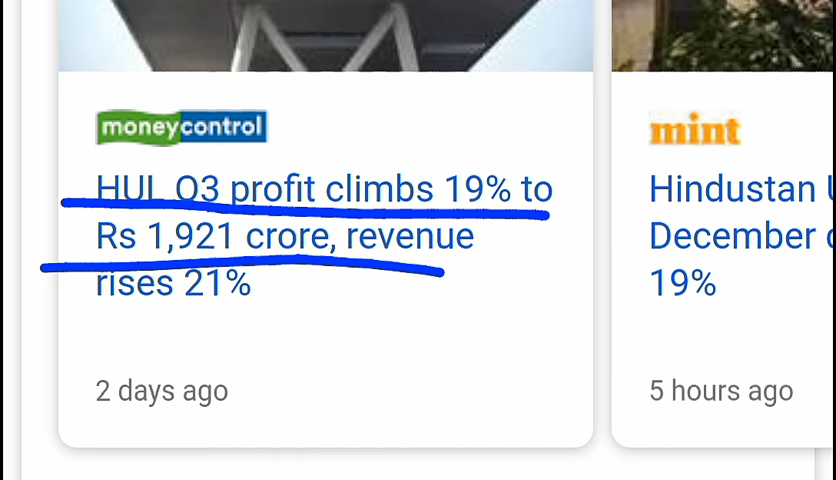 moneycontrol
HUL Q3 profit climbs 19% to
Rs 1,921 crore, revenue
rises 21%
2 days ago
mint
Hindustan
December
19%
5 hours ago